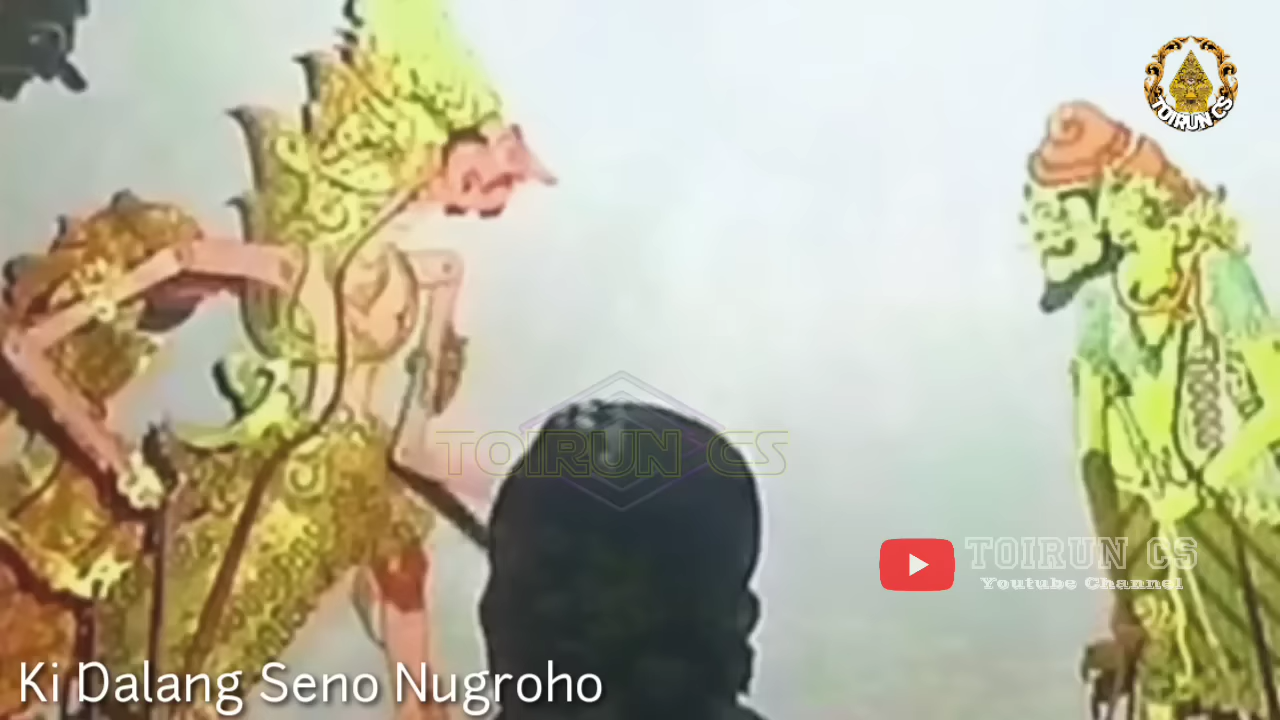 TOIRUN CS
TOIRUN CS
TOIRUN CS
Youtube Channel
Ki Dalang Seno Nugroho